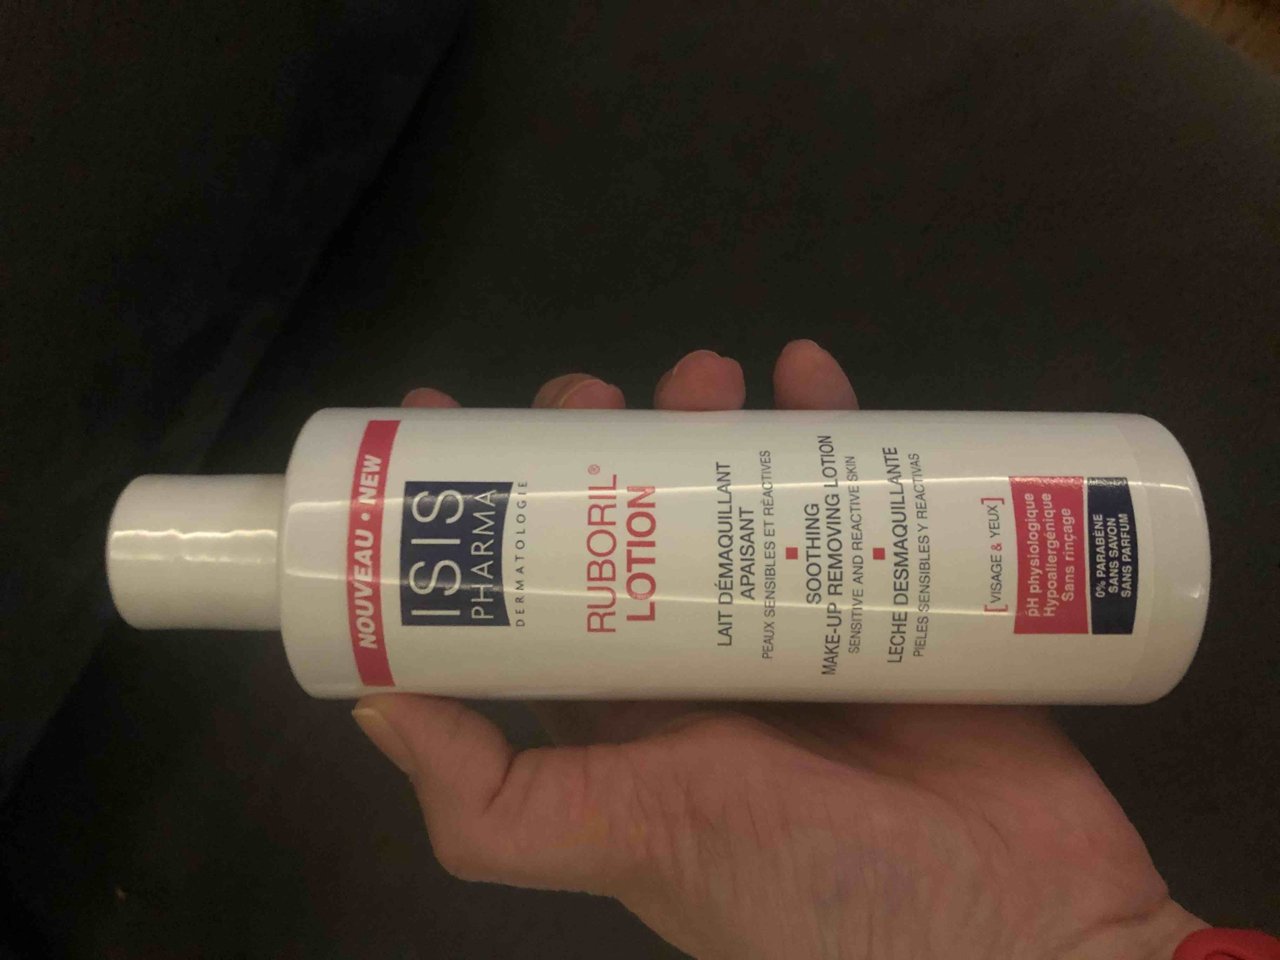 NOUVEAU • NEW
ISIS
PHARMA
DERMATOLOGIE
RUBORIL®
LOTION
LAIT DÉMAQUILLANT
APAISANT
PEAUX SENSIBLES ET RÉACTIVES
SOOTHING
MAKE-UP REMOVING LOTION
SENSITIVE AND REACTIVE SKIN
LECHE DESMAQUILLANTE
PIELES SENSIBLES Y REACTIVAS
[VISAGE & YEUX]
pH physiologique
Hypoallergénique
Sans rinçage
0% PARABÈNE
SANS SAVON
SANS PARFUM